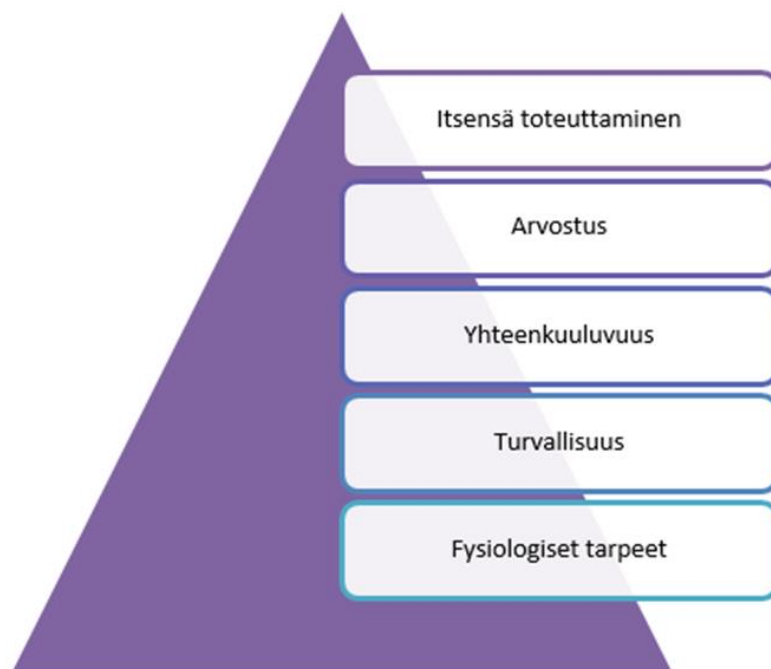 Itsensä toteuttaminen
Arvostus
Yhteenkuuluvuus
Turvallisuus
Fysiologiset tarpeet